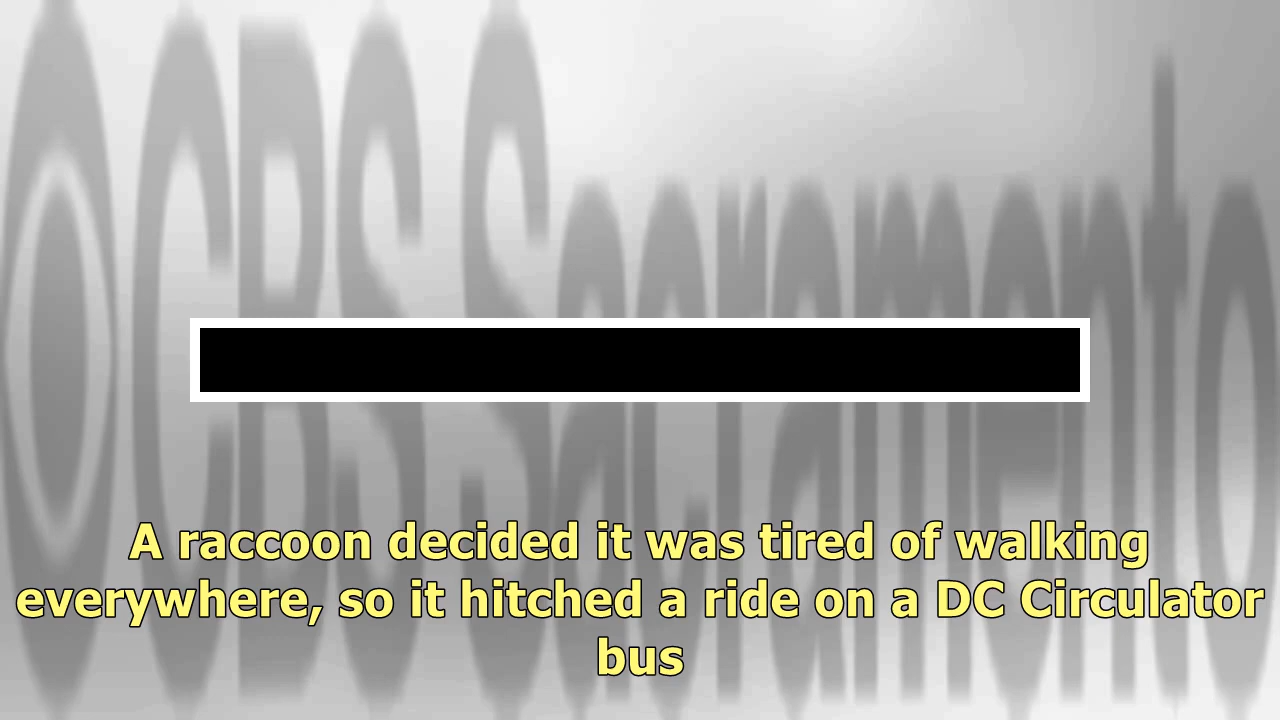 CBS Sacramento
A raccoon decided it was tired of walking
everywhere, so it hitched a ride on a DC Circulator
bus